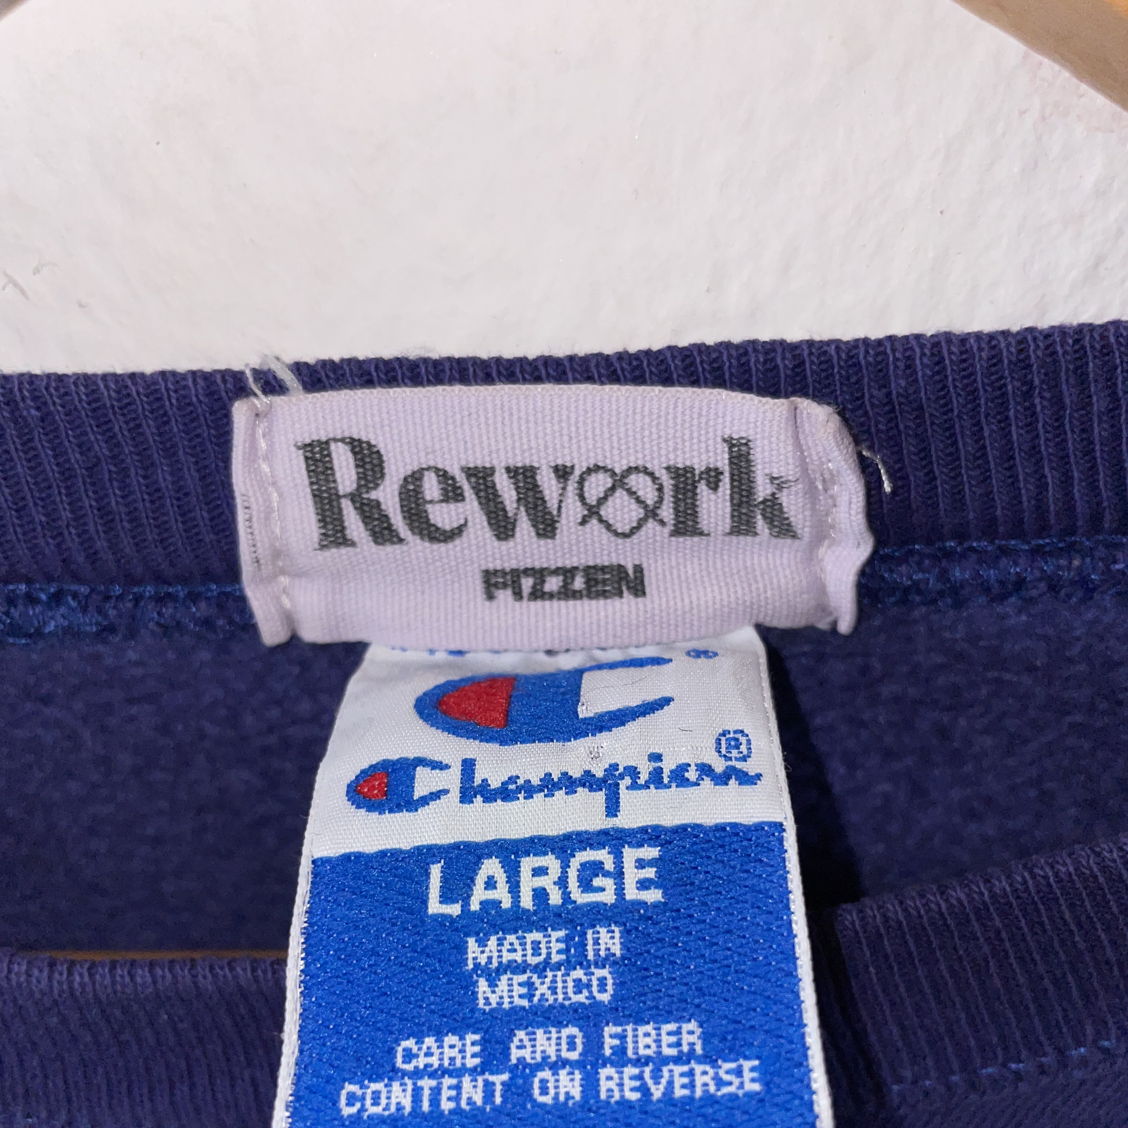 Rework
FIZZEN
Champion®
LARGE
MADE IN
MEXICO
CARE AND FIBER
CONTENT ON REVERSE